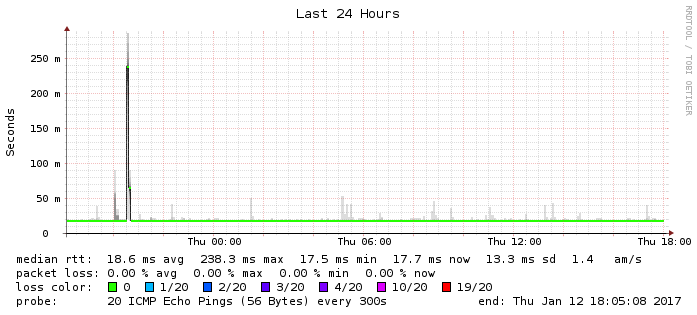 Last 24 Hours
RRDTOOL / TOBI OETIKER
Seconds
250 m
200 m
150 m
100 m
50 m
0
Thu 00:00 Thu 06:00 Thu 12:00 Thu 18:00
median rtt: 18.6 ms avg 238.3 ms max 17.5 ms min 17.7 ms now 13.3 ms sd 1.4 am/s
packet loss: 0.00 % avg 0.00 % max 0.00 % min 0.00 % now
loss color: 0 1/20 2/20 3/20 4/20 10/20 19/20
probe: 20 ICMP Echo Pings (56 Bytes) every 300s end: Thu Jan 12 18:05:08 2017